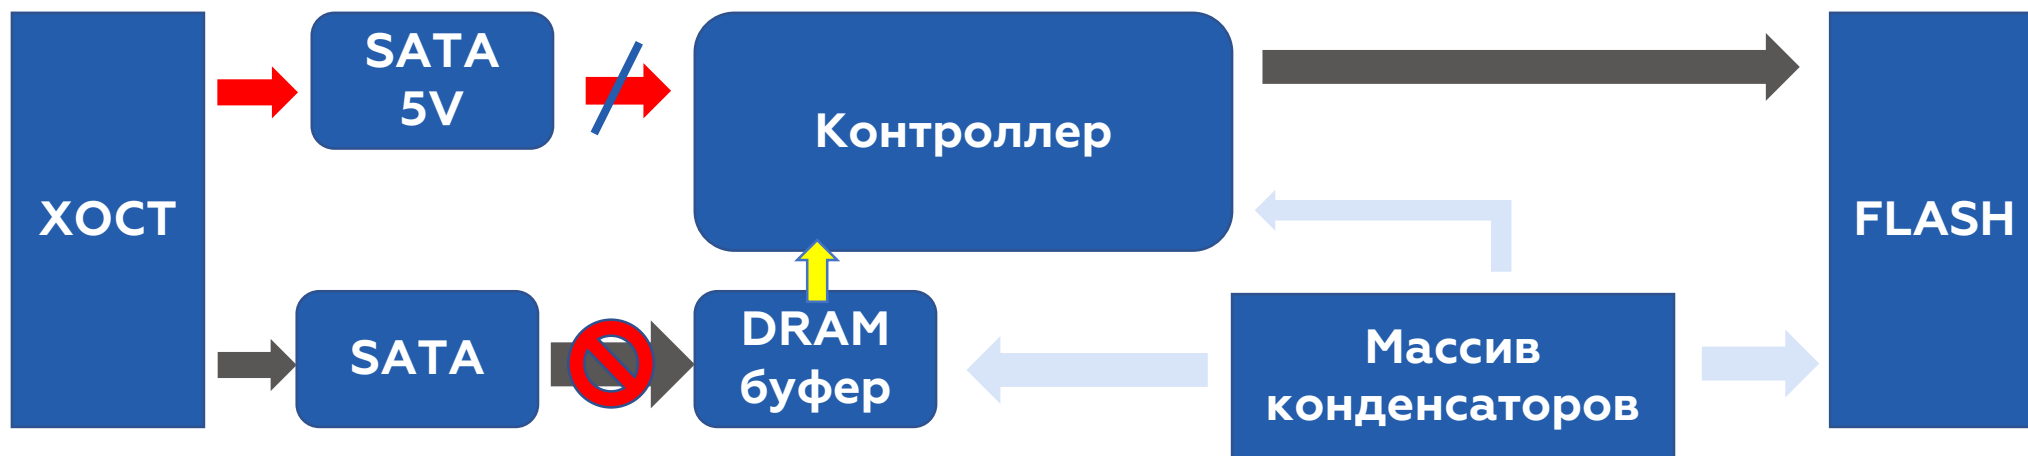 ХОСТ
SATA
5V
Контроллер
FLASH
SATA
DRAM
буфер
Массив
конденсаторов